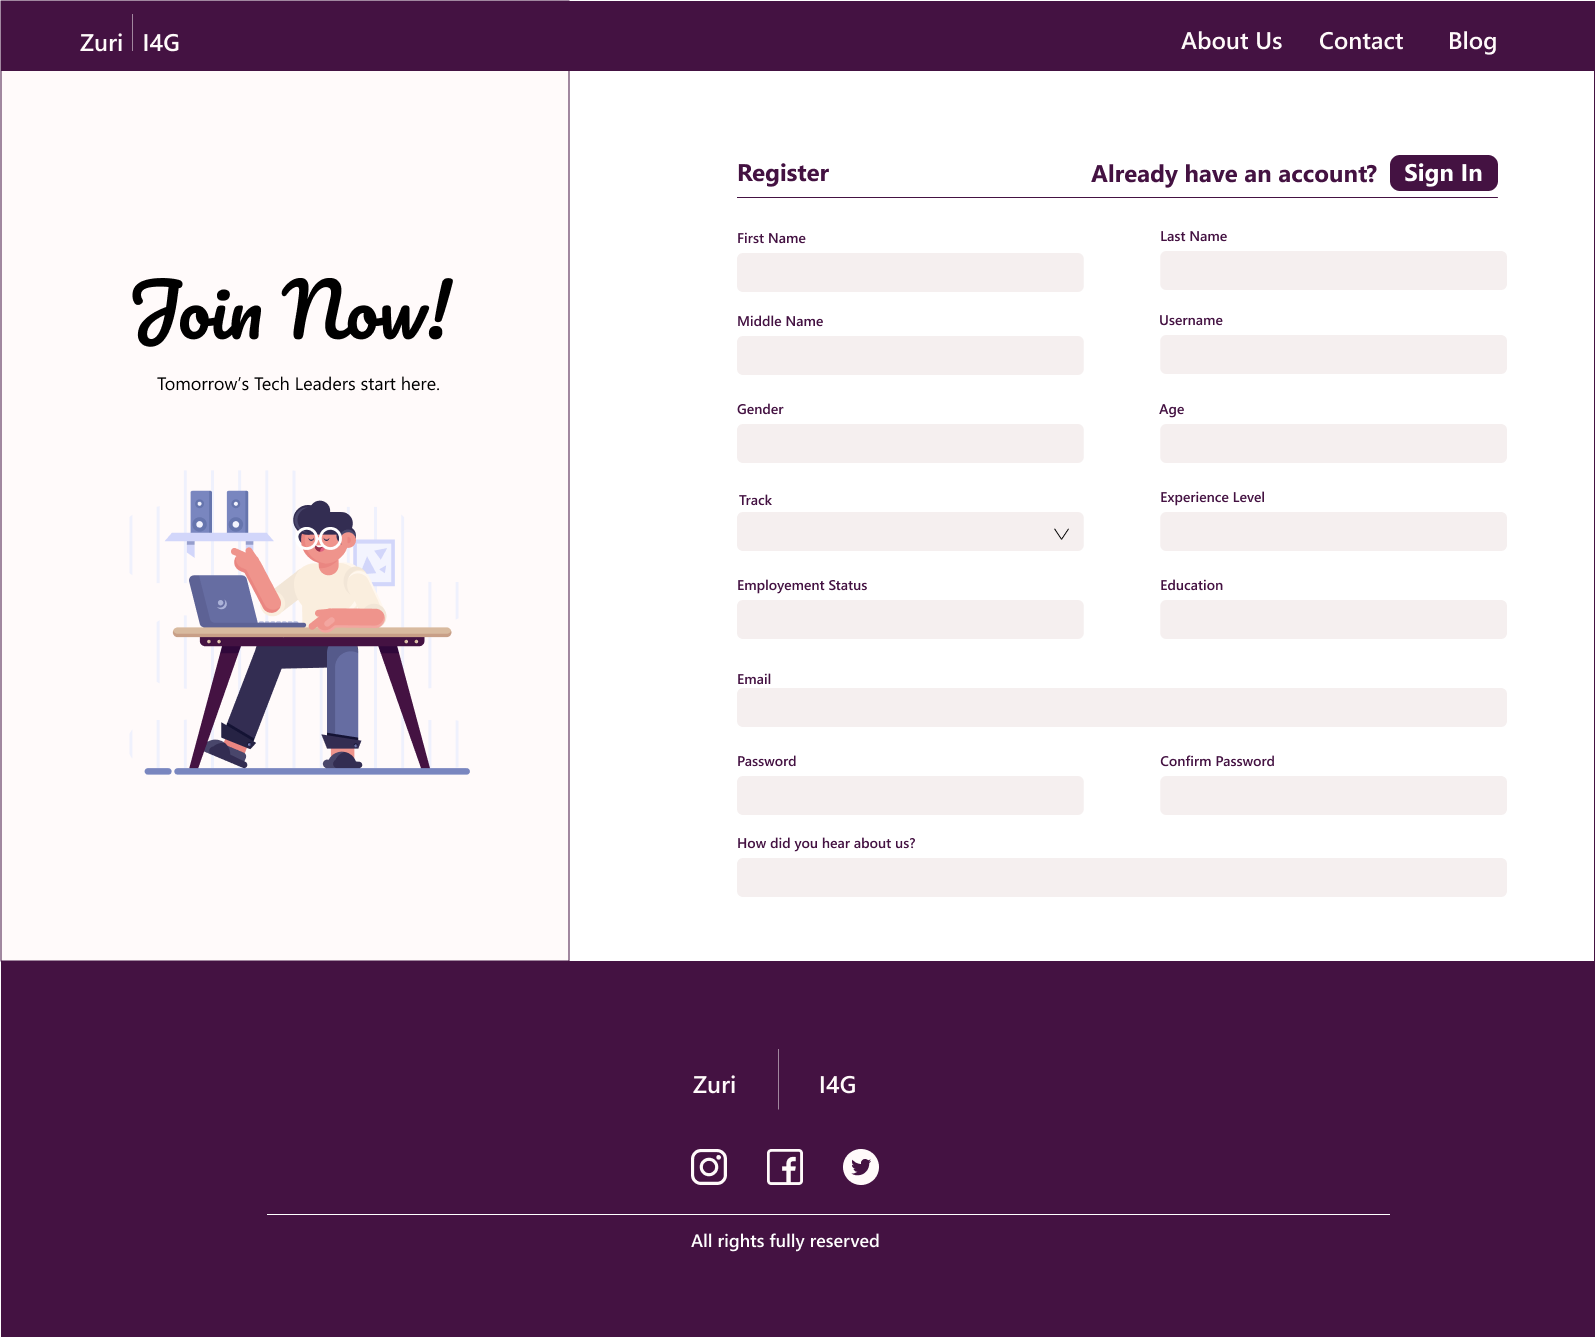 Zuri | I4G
About Us Contact Blog
Join Now!
Tomorrow's Tech Leaders start here.
Register
Already have an account? Sign In
First Name
Last Name
Middle Name
Username
Gender
Age
Track
Experience Level
Employement Status
Education
Email
Password
Confirm Password
How did you hear about us?
Zuri | I4G
All rights fully reserved